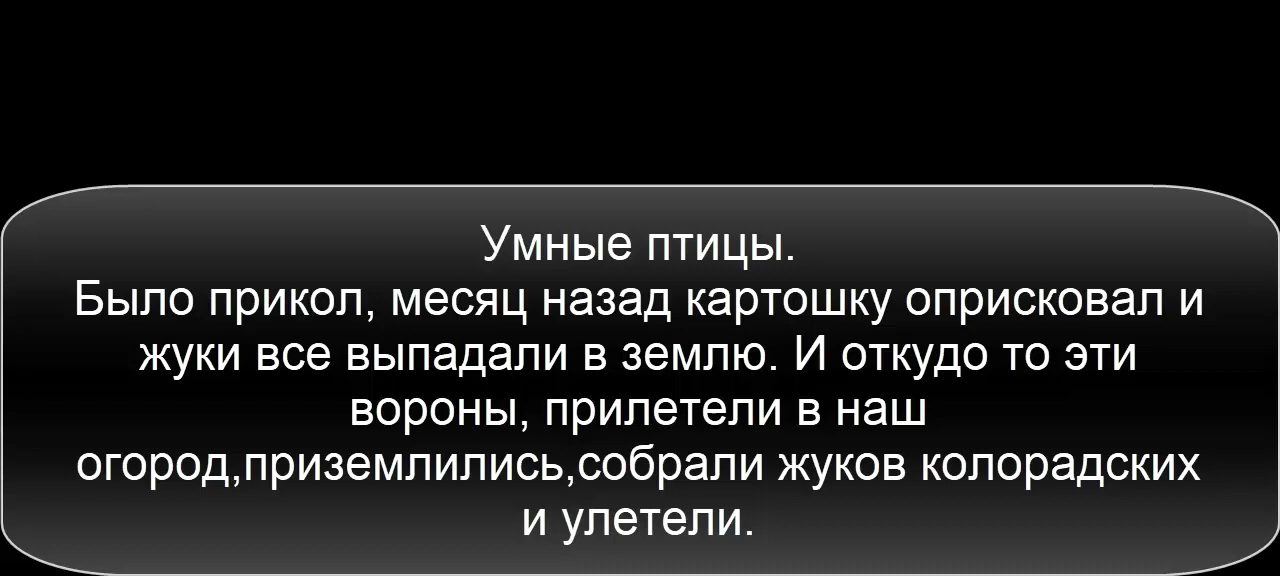 Умные птицы.
Было прикол, месяц назад картошку оприсковал и
жуки все выпадали в землю. И откудо то эти
вороны, прилетели в наш
огород,приземлились,собрали жуков колорадских
и улетели.